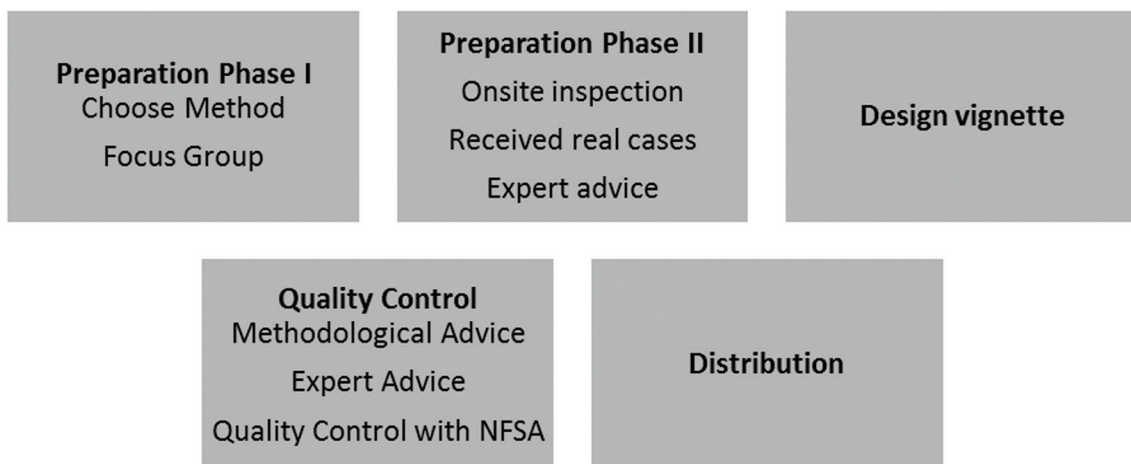 Preparation Phase I
Choose Method
Focus Group
Preparation Phase II
Onsite inspection
Received real cases
Expert advice
Design vignette
Quality Control
Methodological Advice
Expert Advice
Quality Control with NFSA
Distribution